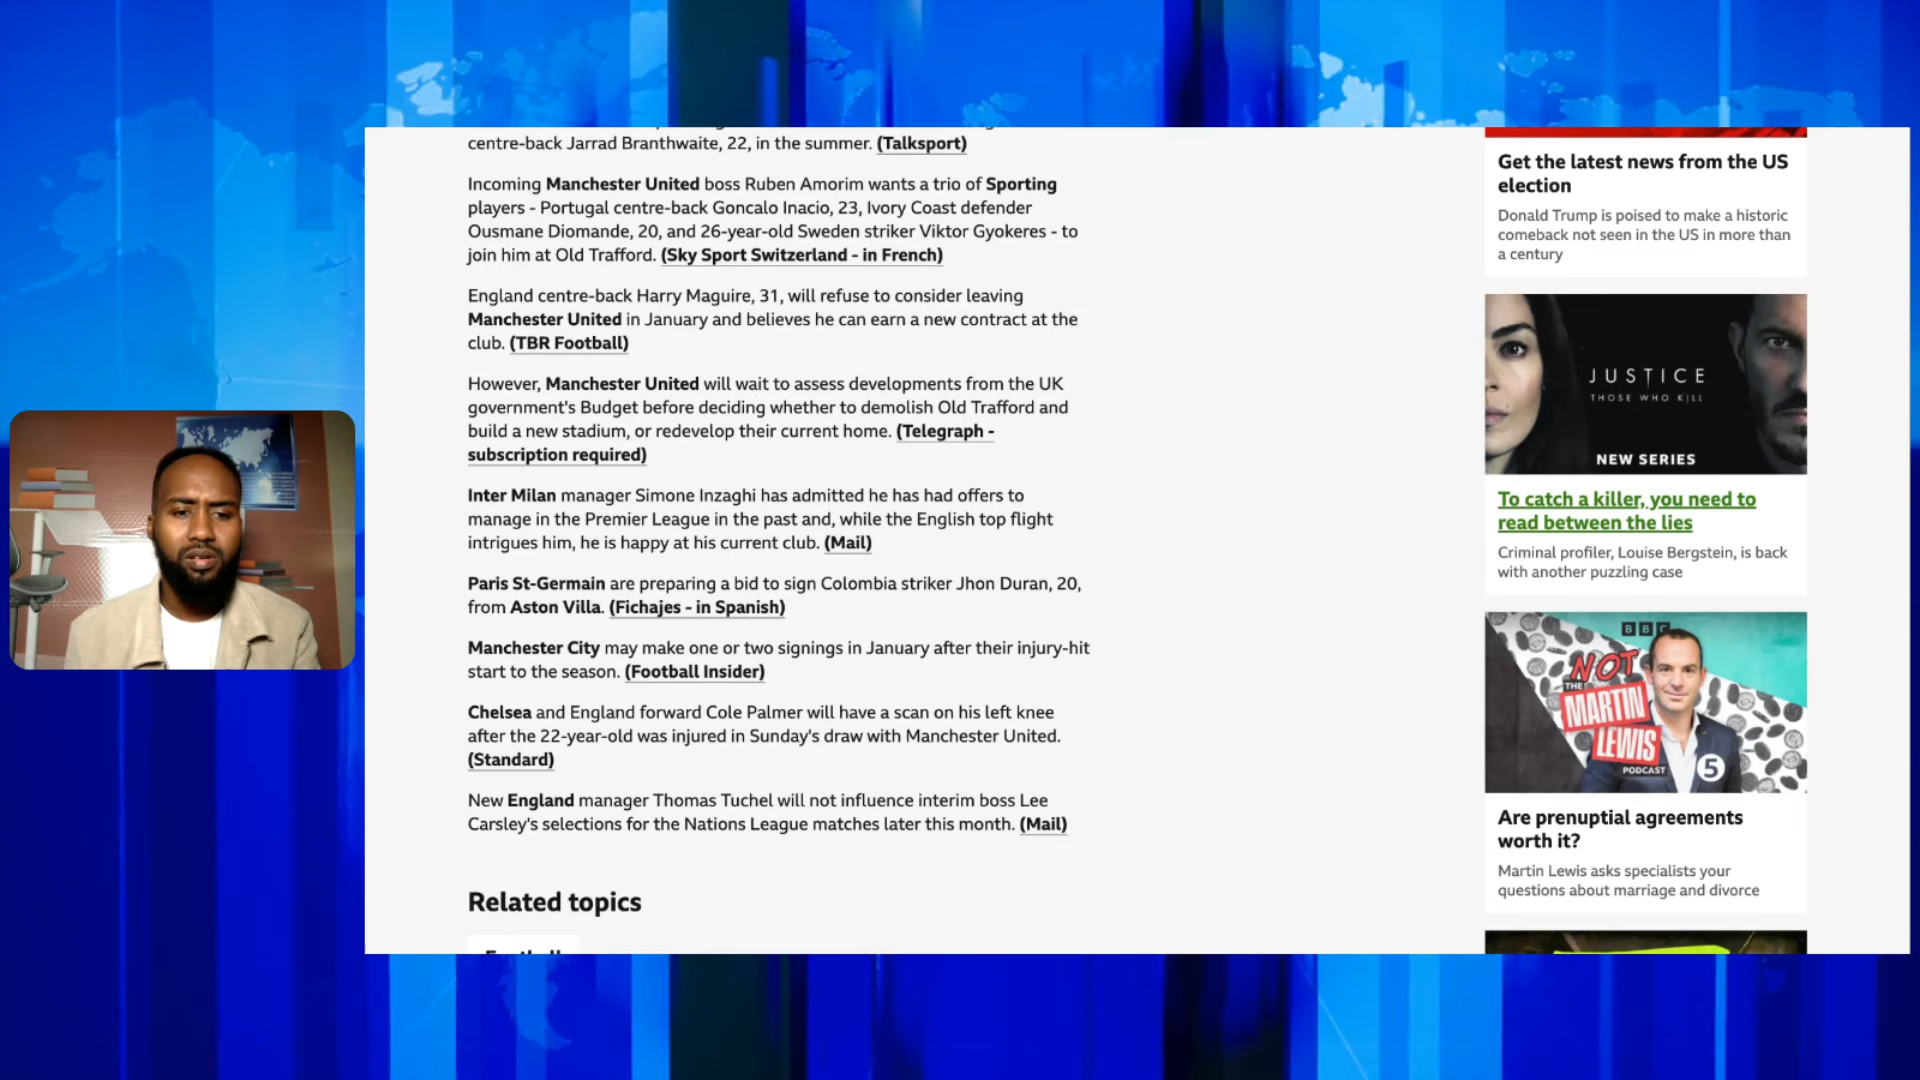 centre-back Jarrad Branthwaite, 22, in the summer. (Talksport)
Incoming Manchester United boss Ruben Amorim wants a trio of Sporting
players - Portugal centre-back Goncalo Inacio, 23, Ivory Coast defender
Ousmane Diomande, 20, and 26-year-old Sweden striker Viktor Gyokeres - to
join him at Old Trafford. (Sky Sport Switzerland - in French)
England centre-back Harry Maguire, 31, will refuse to consider leaving
Manchester United in January and believes he can earn a new contract at the
club. (TBR Football)
However, Manchester United will wait to assess developments from the UK
government's Budget before deciding whether to demolish Old Trafford and
build a new stadium, or redevelop their current home. (Telegraph -
subscription required)
Inter Milan manager Simone Inzaghi has admitted he has had offers to
manage in the Premier League in the past and, while the English top flight
intrigues him, he is happy at his current club. (Mail)
Paris St-Germain are preparing a bid to sign Colombia striker Jhon Duran, 20,
from Aston Villa. (Fichajes - in Spanish)
Manchester City may make one or two signings in January after their injury-hit
start to the season. (Football Insider)
Chelsea and England forward Cole Palmer will have a scan on his left knee
after the 22-year-old was injured in Sunday's draw with Manchester United.
(Standard)
New England manager Thomas Tuchel will not influence interim boss Lee
Carsley's selections for the Nations League matches later this month. (Mail)
Related topics
Get the latest news from the US
election
Donald Trump is poised to make a historic
comeback not seen in the US in more than
a century
JUSTICE
THOSE WHO KILL
NEW SERIES
To catch a killer, you need to
read between the lies
Criminal profiler, Louise Bergstein, is back
with another puzzling case
BBC
NOT
THE
MARTIN
LEWIS
PODCAST
5
Are prenuptial agreements
worth it?
Martin Lewis asks specialists your
questions about marriage and divorce